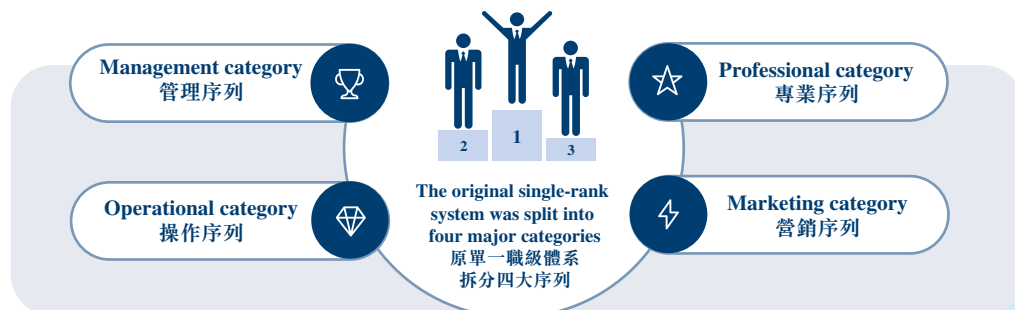 Management category
管理序列
Operational category
操作序列
2
1
3
The original single-rank
system was split into
four major categories
原單一職級體系
拆分四大序列
Professional category
專業序列
Marketing category
營銷序列